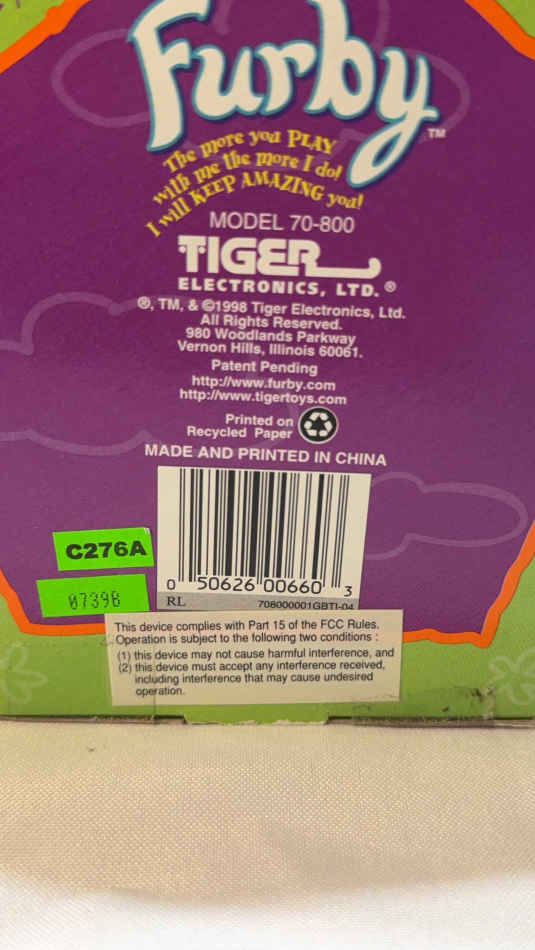 Furby™
The more you PLAY
with me the more I do!
I will KEEP AMAZING you!
MODEL 70-800
TIGER
ELECTRONICS, LTD. ®
®, TM, & ©1998 Tiger Electronics, Ltd.
All Rights Reserved.
980 Woodlands Parkway
Vernon Hills, Illinois 60061.
Patent Pending
http://www.furby.com
http://www.tigertoys.com
Printed on
Recycled Paper
MADE AND PRINTED IN CHINA
C276A
0739B
0 50626 00660 3
RL 708000001GBTI-04
This device complies with Part 15 of the FCC Rules.
Operation is subject to the following two conditions :
(1) this device may not cause harmful interference, and
(2) this device must accept any interference received,
including interference that may cause undesired
operation.